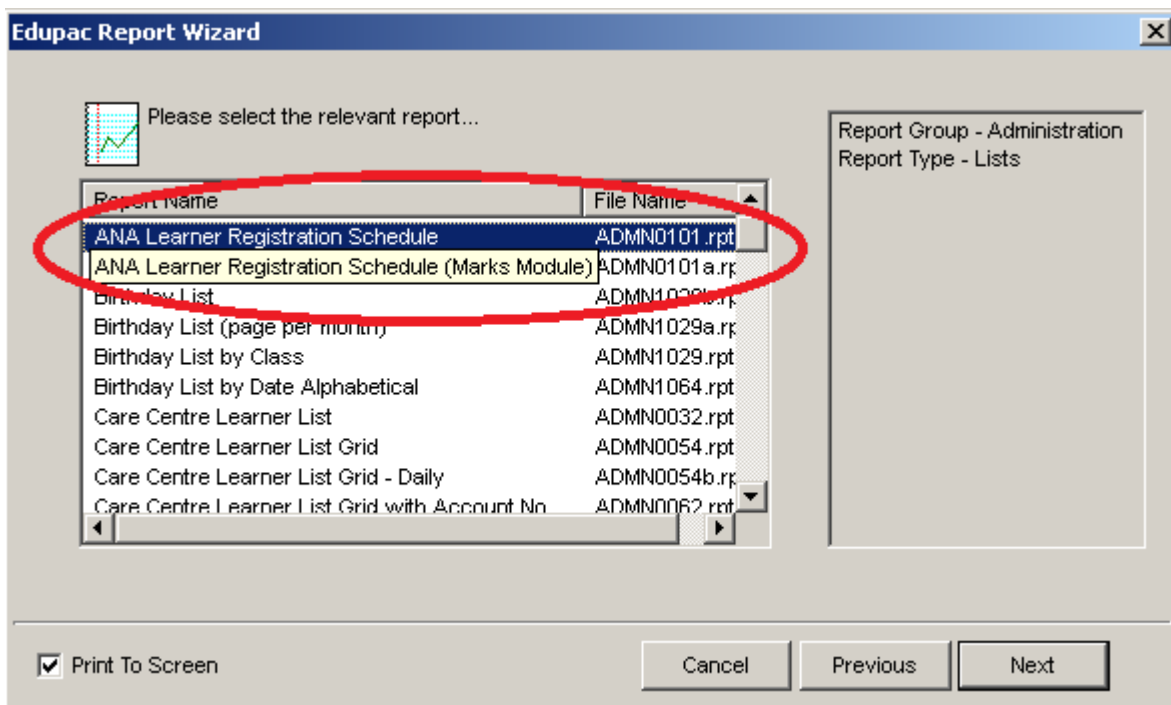 Edupac Report Wizard
Please select the relevant report...
Report Group - Administration
Report Type - Lists
Report Name File Name
ANA Learner Registration Schedule ADMN0101.rpt
ANA Learner Registration Schedule (Marks Module) ADMN0101a.rp
Birthday List ADMN1029b.rp
Birthday List (page per month) ADMN1029a.rp
Birthday List by Class ADMN1029.rpt
Birthday List by Date Alphabetical ADMN1064.rpt
Care Centre Learner List ADMN0032.rpt
Care Centre Learner List Grid ADMN0054.rpt
Care Centre Learner List Grid - Daily ADMN0054b.rp
Care Centre Learner List Grid with Account No ADMN0062.rpt
Print To Screen Cancel Previous Next